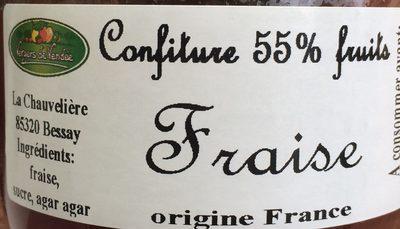 Vergers de Vendée
Confiture 55% fruits
La Chauvelière
85320 Bessay
Ingrédients:
fraise,
sucre, agar agar
Fraise
origine France
A consommer avant